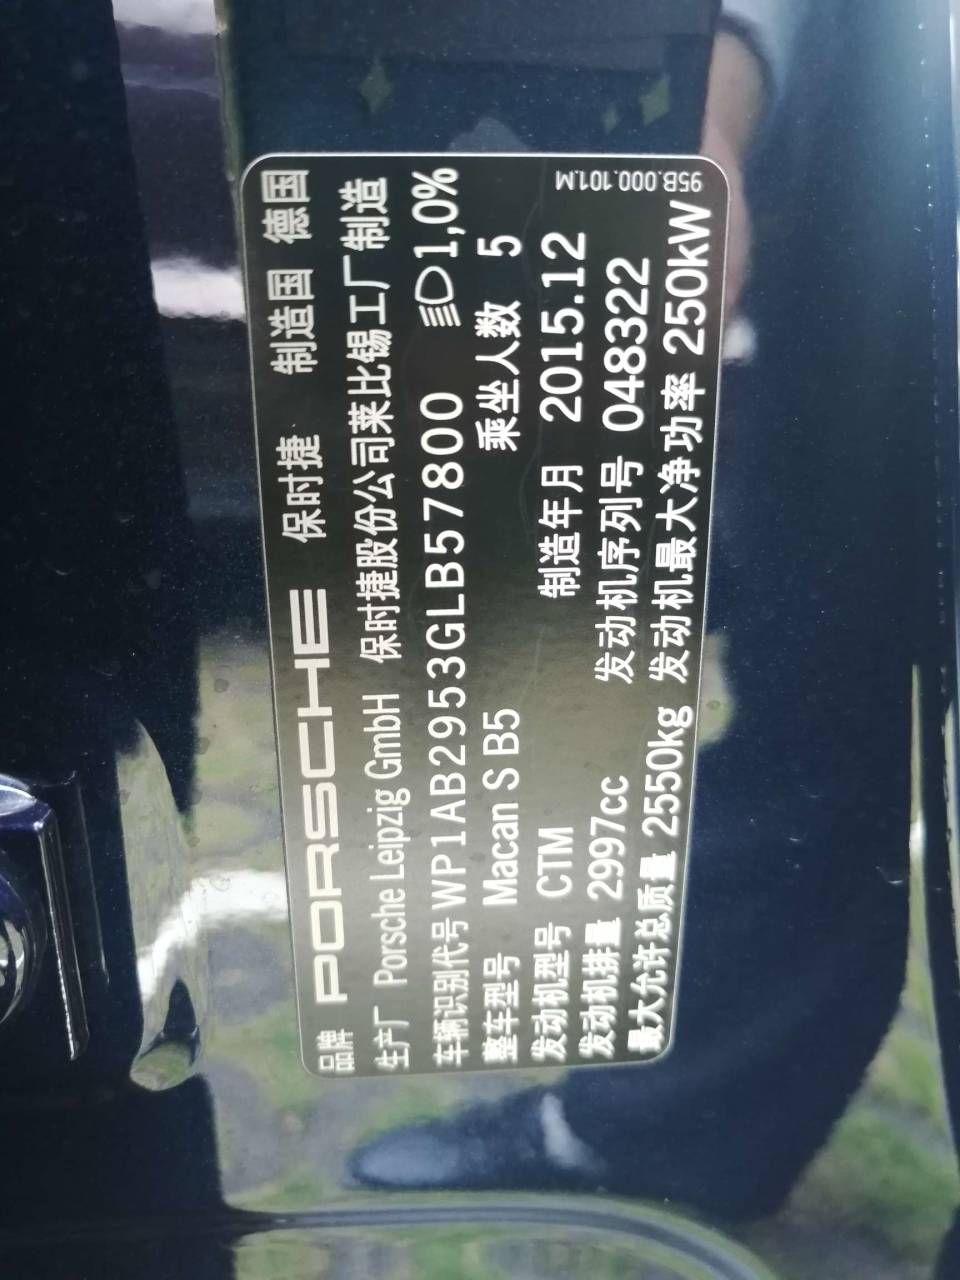 品牌 PORSCHE 保时捷 制造国 德国
生产厂 Porsche Leipzig GmbH 保时捷股份公司莱比锡工厂制造
车辆识别代号 WP1AB2953GLB57800 1,0%
整车型号 Macan S B5 乘坐人数 5
发动机型号 CTM 制造年月 2015.12
发动机排量 2997cc 发动机序列号 048322
最大允许总质量 2550kg 发动机最大净功率 250kW
95B.000.101.M